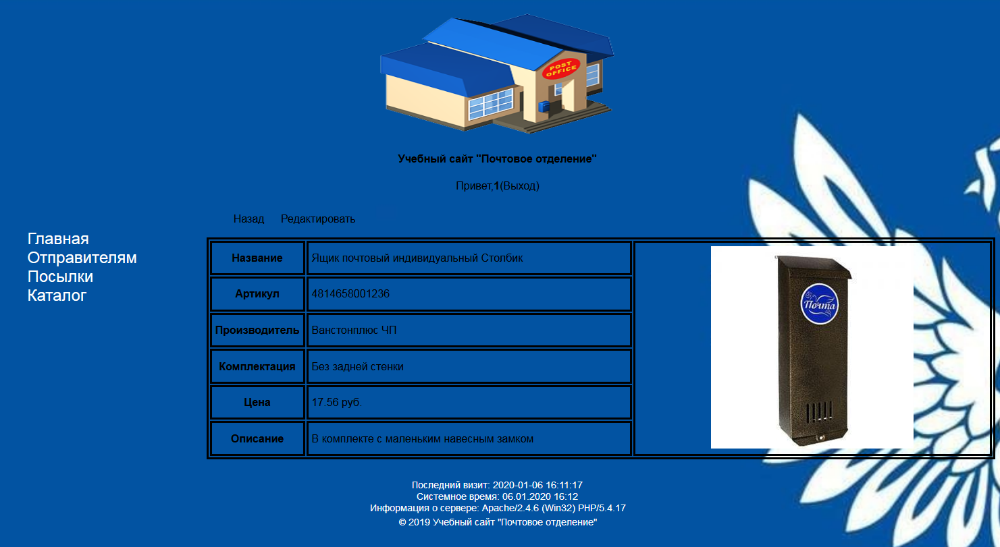 POST
OFFICE
Учебный сайт "Почтовое отделение"
Привет,1(Выход)
Назад Редактировать
Главная
Отправителям
Посылки
Каталог
Название Ящик почтовый индивидуальный Столбик
Артикул 4814658001236
Производитель Ванстонплюс ЧП
Комплектация Без задней стенки
Цена 17.56 руб.
Описание В комплекте с маленьким навесным замком
Почта
Последний визит: 2020-01-06 16:11:17
Системное время: 06.01.2020 16:12
Информация о сервере: Apache/2.4.6 (Win32) PHP/5.4.17
© 2019 Учебный сайт "Почтовое отделение"